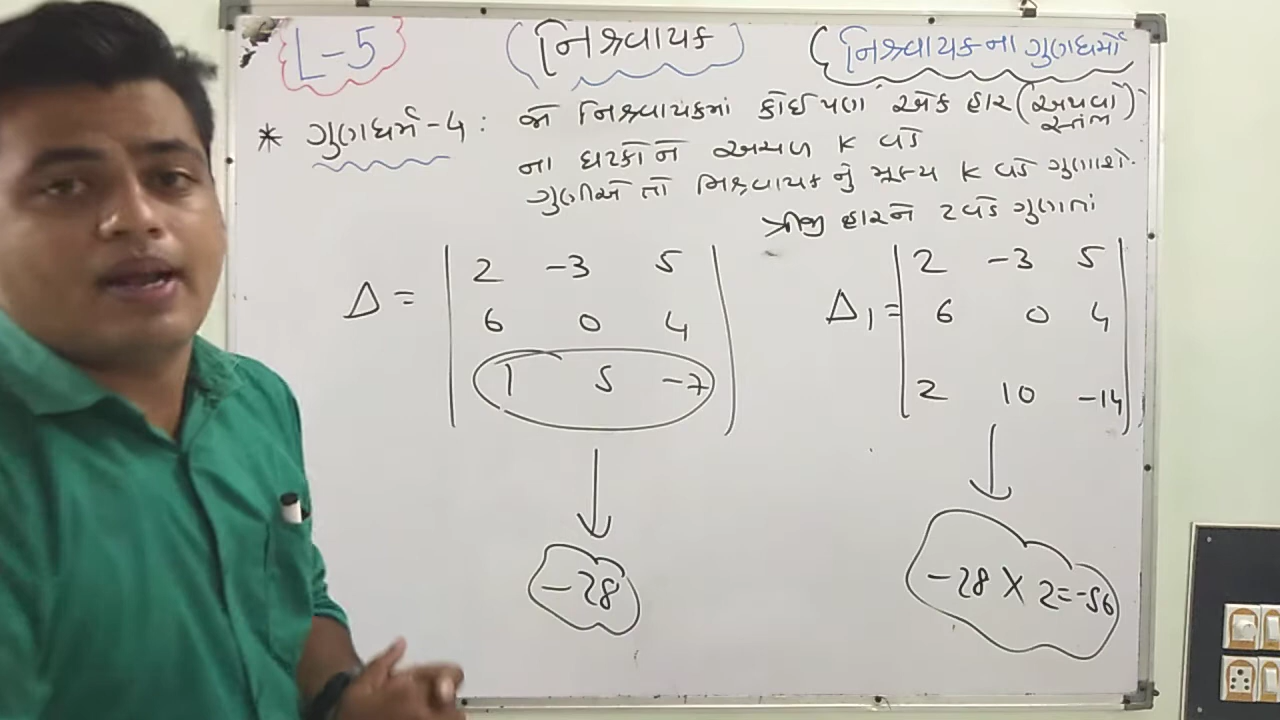 L-5
નિશ્ચાયક
નિશ્ચાયકના ગુણધર્મો
* ગુણધર્મ-4 : જો નિશ્ચાયકમાં કોઈપણ એક હાર (અથવા સ્તંભ)
ના ઘટકોને અચળ K વડે
ગુણીએ તો નિશ્ચાયક નું મૂલ્ય K વડે ગુણાશે.
ત્રીજી હારને 2 વડે ગુણતાં
Δ = | 2 -3 5 |
| 6 0 4 |
| 1 5 -7 |
-28
Δ₁ = | 2 -3 5 |
| 6 0 4 |
| 2 10 -14 |
-28 X 2 = -56